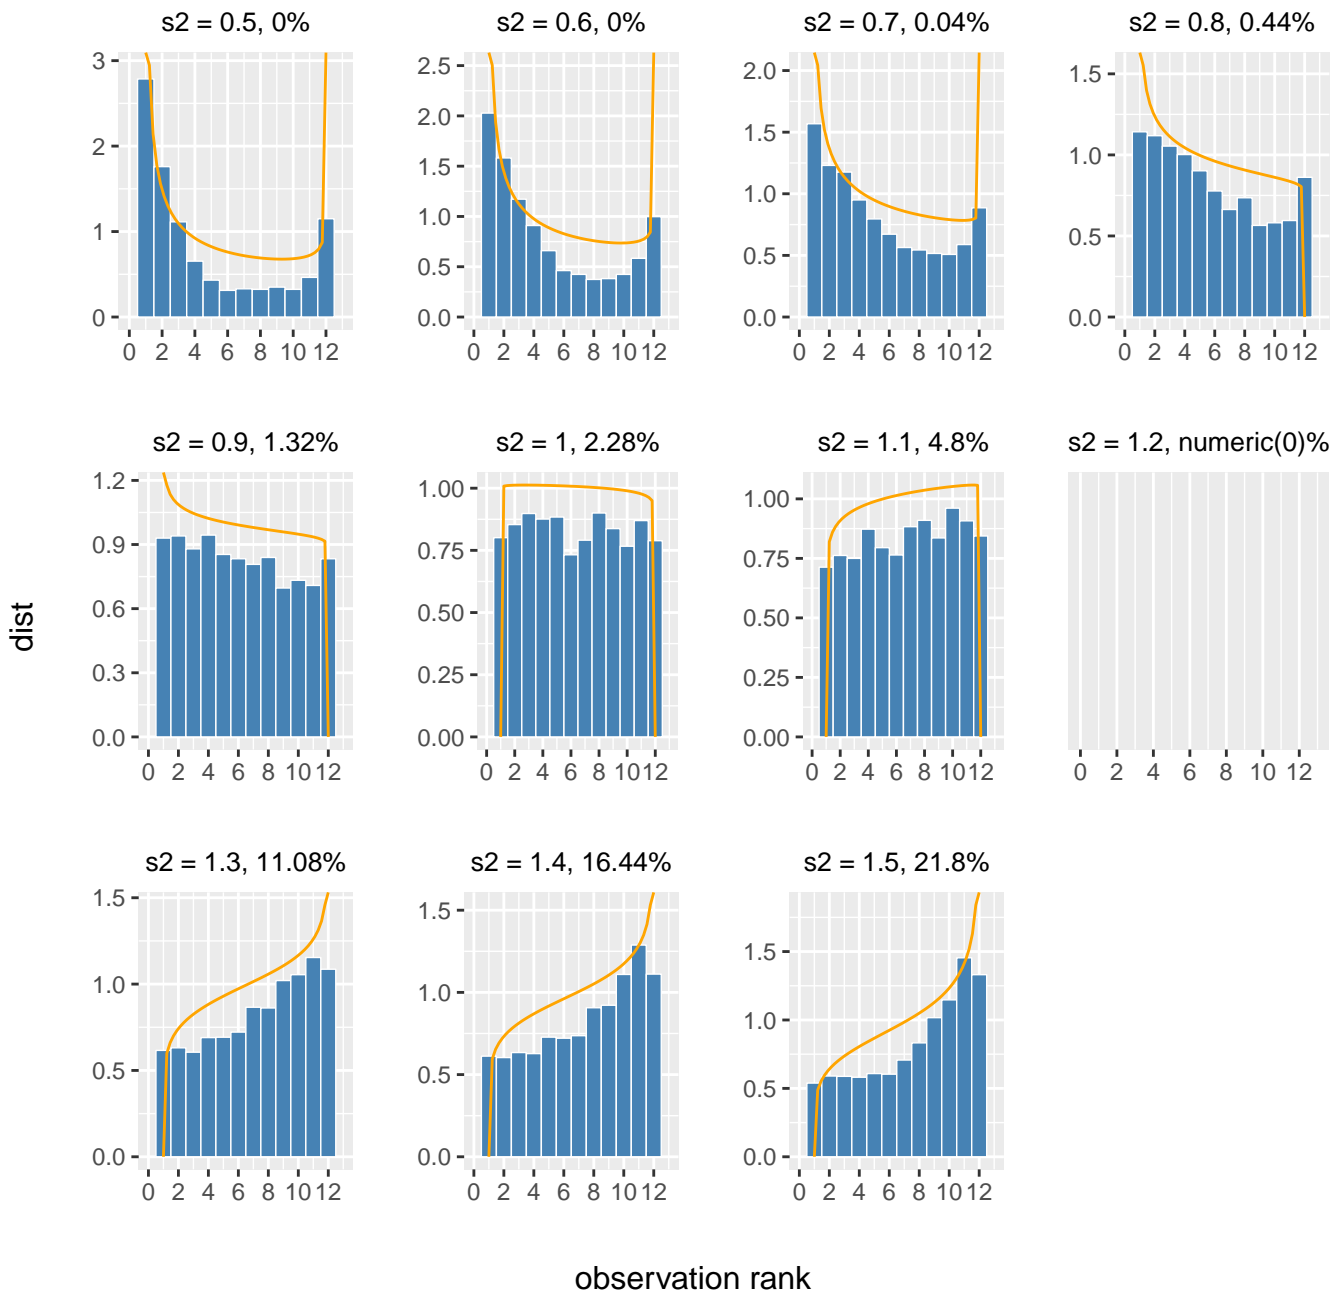 s2 = 0.5, 0%
s2 = 0.6, 0%
s2 = 0.7, 0.04%
s2 = 0.8, 0.44%
3
2
1
0
0 2 4 6 8 10 12
2.5
2.0
1.5
1.0
0.5
0.0
0 2 4 6 8 10 12
2.0
1.5
1.0
0.5
0.0
0 2 4 6 8 10 12
1.5
1.0
0.5
0.0
0 2 4 6 8 10 12
dist
s2 = 0.9, 1.32%
s2 = 1, 2.28%
s2 = 1.1, 4.8%
s2 = 1.2, numeric(0)%
1.2
0.9
0.6
0.3
0.0
0 2 4 6 8 10 12
1.00
0.75
0.50
0.25
0.00
0 2 4 6 8 10 12
1.00
0.75
0.50
0.25
0.00
0 2 4 6 8 10 12
0 2 4 6 8 10 12
s2 = 1.3, 11.08%
s2 = 1.4, 16.44%
s2 = 1.5, 21.8%
1.5
1.0
0.5
0.0
0 2 4 6 8 10 12
1.5
1.0
0.5
0.0
0 2 4 6 8 10 12
1.5
1.0
0.5
0.0
0 2 4 6 8 10 12
observation rank